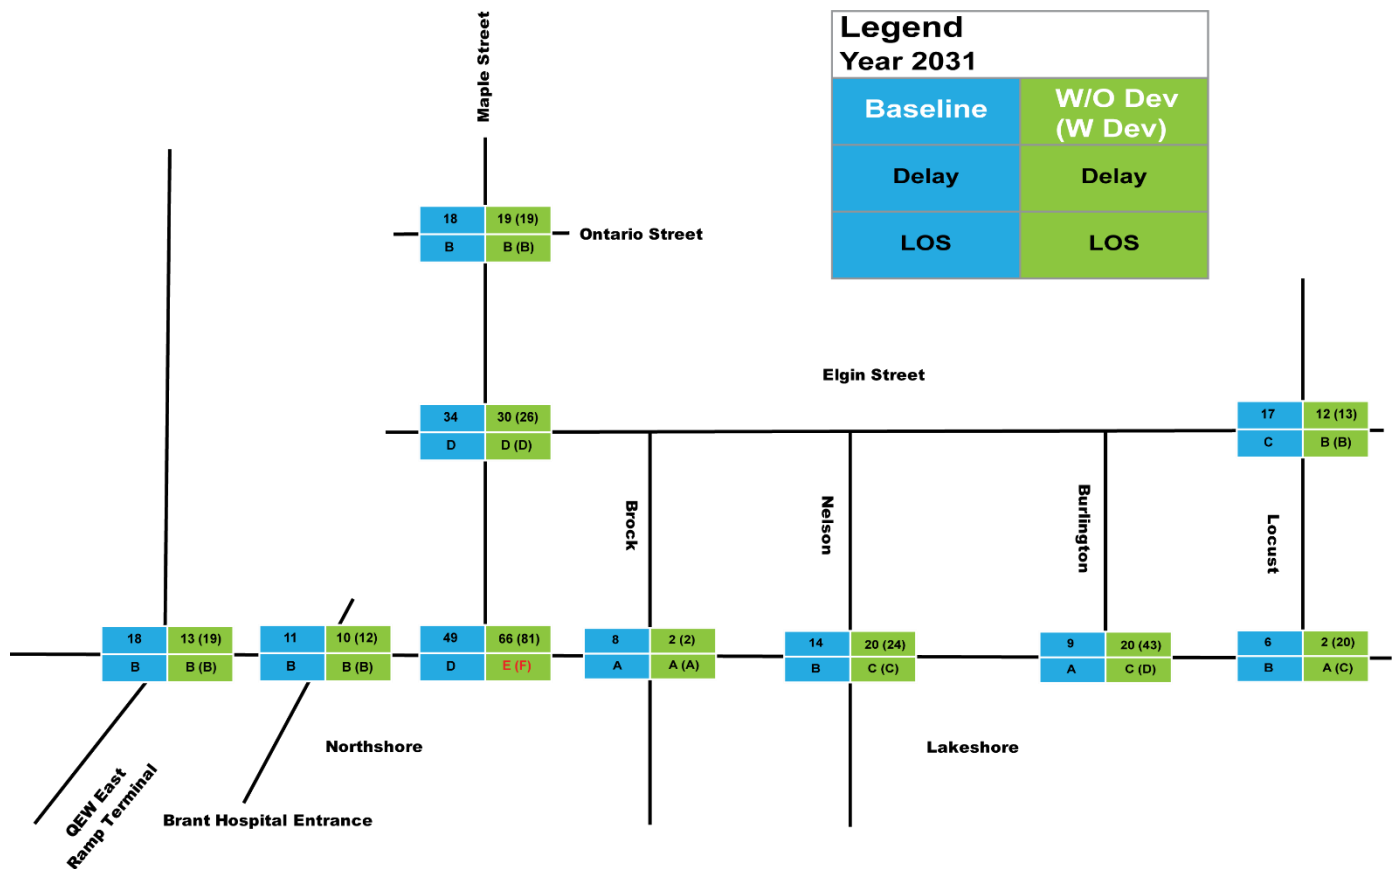 Legend
Year 2031
Baseline
W/O Dev
(W Dev)
Delay
Delay
LOS
LOS
Maple Street
18
19 (19)
B
B (B)
Ontario Street
Elgin Street
34
30 (26)
D
D (D)
17
12 (13)
C
B (B)
Brock
Nelson
Burlington
Locust
18
13 (19)
B
B (B)
11
10 (12)
B
B (B)
49
66 (81)
D
E (F)
8
2 (2)
A
A (A)
14
20 (24)
B
C (C)
9
20 (43)
A
C (D)
6
2 (20)
B
A (C)
Northshore
Lakeshore
QEW East
Ramp Terminal
Brant Hospital Entrance